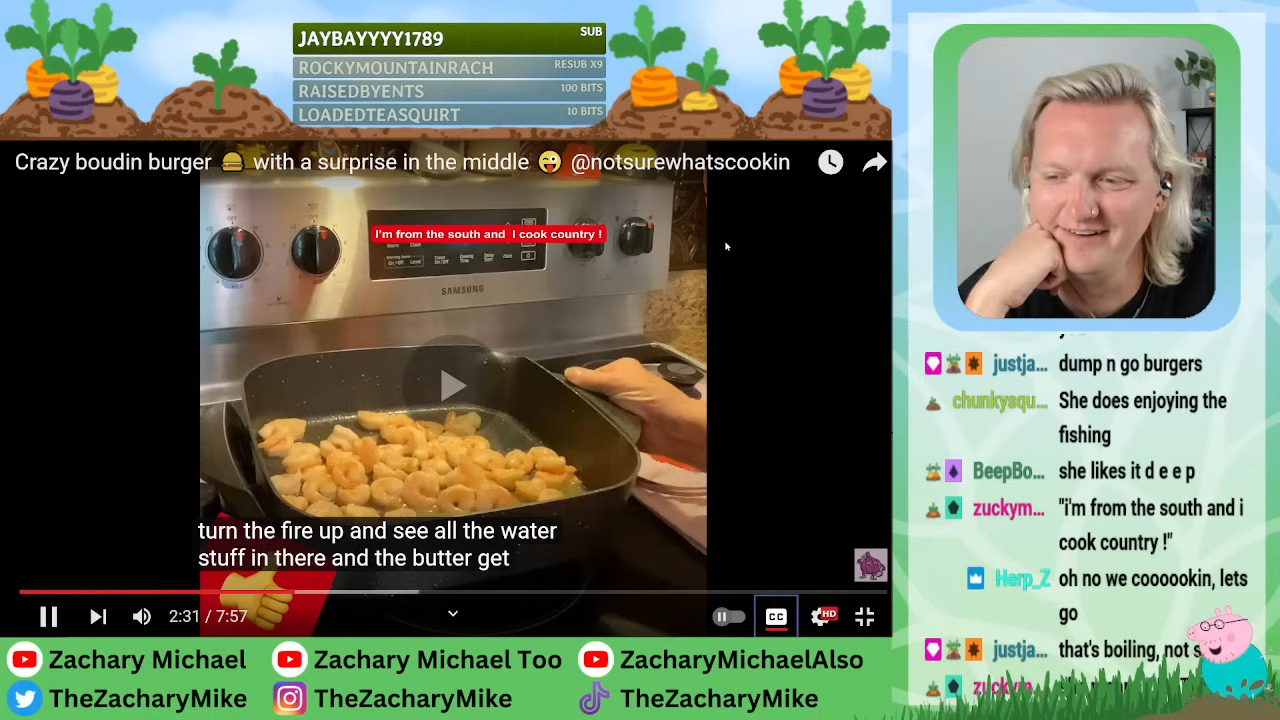 JAYBAYYYY1789 SUB
ROCKYMOUNTAINRACH RESUB X9
RAISEDBYENTS 100 BITS
LOADEDTEASQUIRT 10 BITS
Crazy boudin burger 🍔 with a surprise in the middle 😜 @notsurewhatscookin
I'm from the south and I cook country !
SAMSUNG
turn the fire up and see all the water
stuff in there and the butter get
2:31 / 7:57
CC
HD
justja... dump n go burgers
chunkysqu... She does enjoying the
fishing
BeepBo... she likes it d e e p
zuckym... "i'm from the south and i
cook country !"
Herp_Z oh no we cooooookin, lets
go
justja... that's boiling, not s
zuckym...
Zachary Michael
Zachary Michael Too
ZacharyMichaelAlso
TheZacharyMike
TheZacharyMike
TheZacharyMike